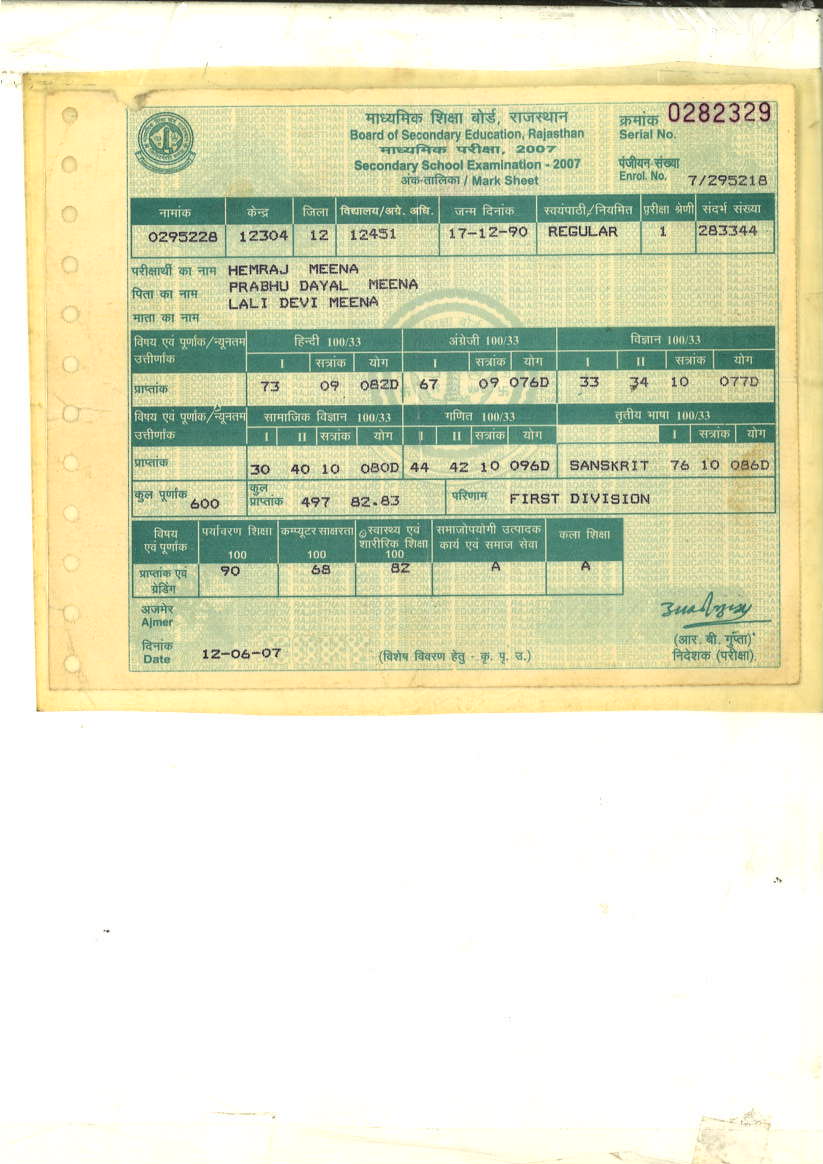 माध्यमिक शिक्षा बोर्ड, राजस्थान
Board of Secondary Education, Rajasthan
माध्यमिक परीक्षा, 2007
Secondary School Examination - 2007
अंक-तालिका / Mark Sheet
क्रमांक 0282329
Serial No.
पंजीयन-संख्या
Enrol. No. 7/295218
नामांक केन्द्र जिला विद्यालय/अग्रे. अधि. जन्म दिनांक स्वयंपाठी/नियमित परीक्षा श्रेणी संदर्भ संख्या
0295228 12304 12 12451 17-12-90 REGULAR 1 283344
परीक्षार्थी का नाम HEMRAJ MEENA
पिता का नाम PRABHU DAYAL MEENA
माता का नाम LALI DEVI MEENA
विषय एवं पूर्णांक/न्यूनतम उत्तीर्णांक हिन्दी 100/33 अंग्रेजी 100/33 विज्ञान 100/33
I सत्रांक योग I सत्रांक योग I II सत्रांक योग
प्राप्तांक 73 09 082D 67 09 076D 33 34 10 077D
विषय एवं पूर्णांक/न्यूनतम उत्तीर्णांक सामाजिक विज्ञान 100/33 गणित 100/33 तृतीय भाषा 100/33
I II सत्रांक योग I II सत्रांक योग I सत्रांक योग
प्राप्तांक 30 40 10 080D 44 42 10 096D SANSKRIT 76 10 086D
कुल पूर्णांक 600 कुल प्राप्तांक 497 82.83 परिणाम FIRST DIVISION
विषय एवं पूर्णांक पर्यावरण शिक्षा 100 कम्प्यूटर साक्षरता 100 स्वास्थ्य एवं शारीरिक शिक्षा 100 समाजोपयोगी उत्पादक कार्य एवं समाज सेवा कला शिक्षा
प्राप्तांक एवं ग्रेडिंग 90 68 82 A A
अजमेर
Ajmer
दिनांक
Date 12-06-07
(विशेष विवरण हेतु - कृ. पृ. उ.)
(आर. बी. गुप्ता)
निदेशक (परीक्षा)